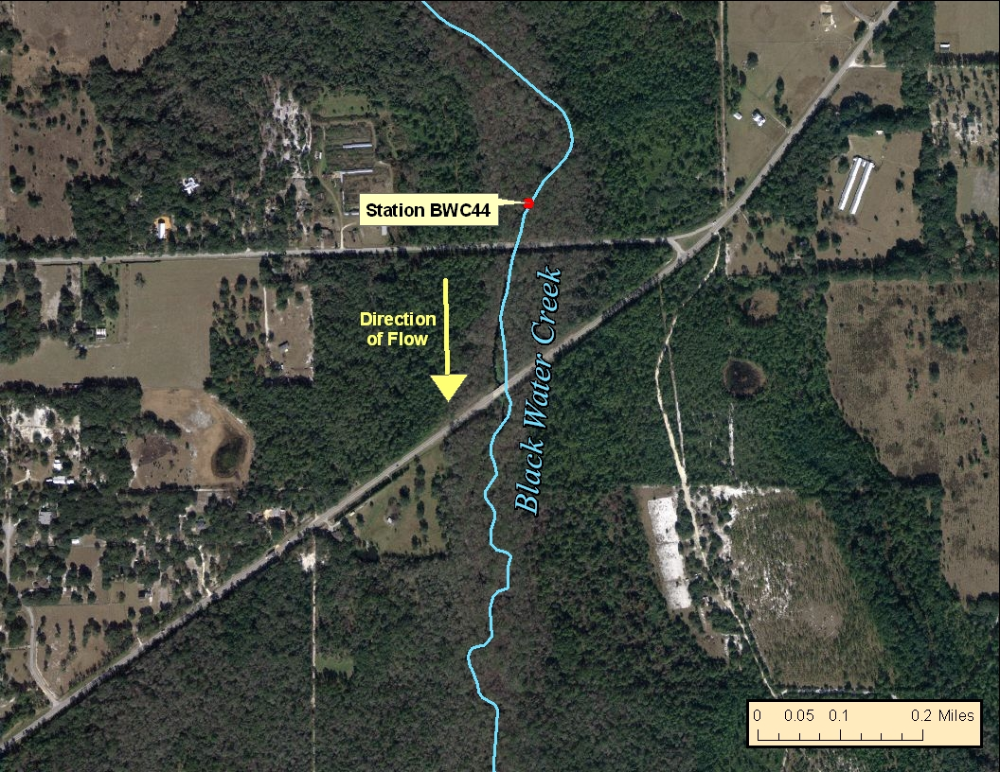 Station BWC44
Direction
of Flow
Black Water Creek
0 0.05 0.1 0.2 Miles